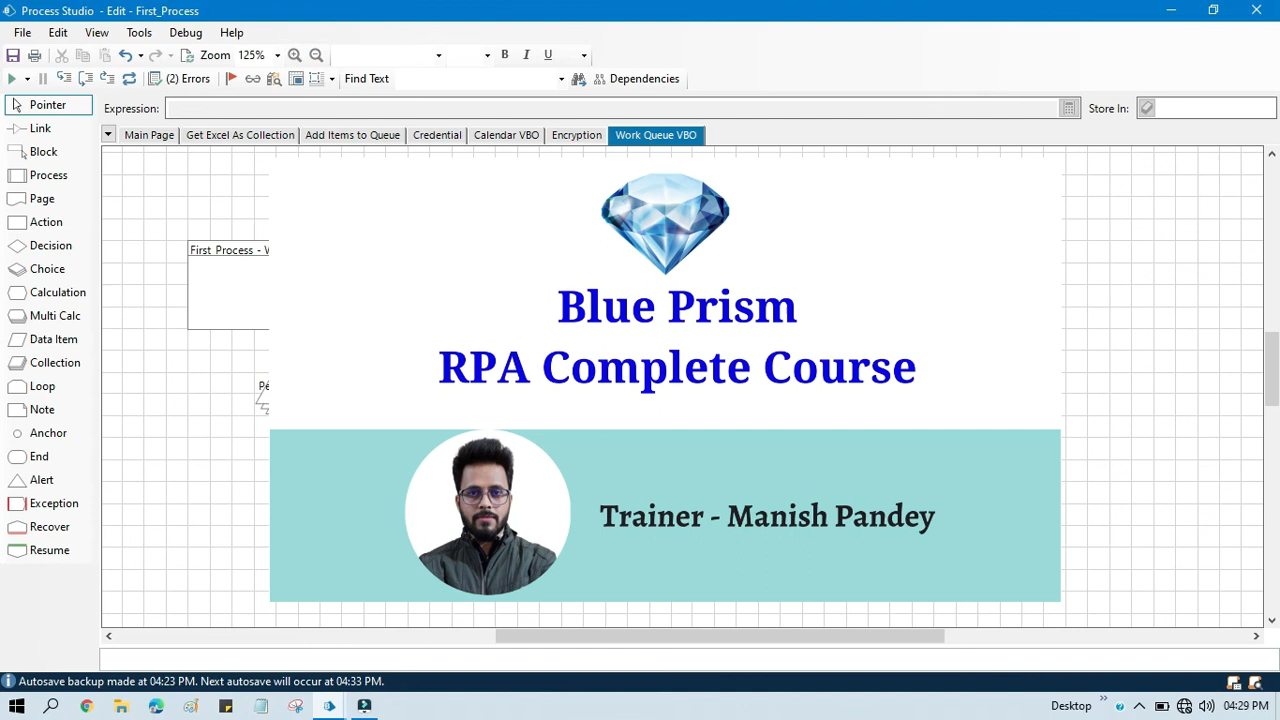 Process Studio - Edit - First_Process
File Edit View Tools Debug Help
Zoom 125% B I U
(2) Errors Find Text Dependencies
Expression: Store In:
Main Page Get Excel As Collection Add Items to Queue Credential Calendar VBO Encryption Work Queue VBO
Pointer
Link
Block
Process
Page
Action
Decision
Choice
Calculation
Multi Calc
Data Item
Collection
Loop
Note
Anchor
End
Alert
Exception
Recover
Resume
First Process -
Blue Prism
RPA Complete Course
Trainer - Manish Pandey
Autosave backup made at 04:23 PM. Next autosave will occur at 04:33 PM.
Desktop 04:29 PM